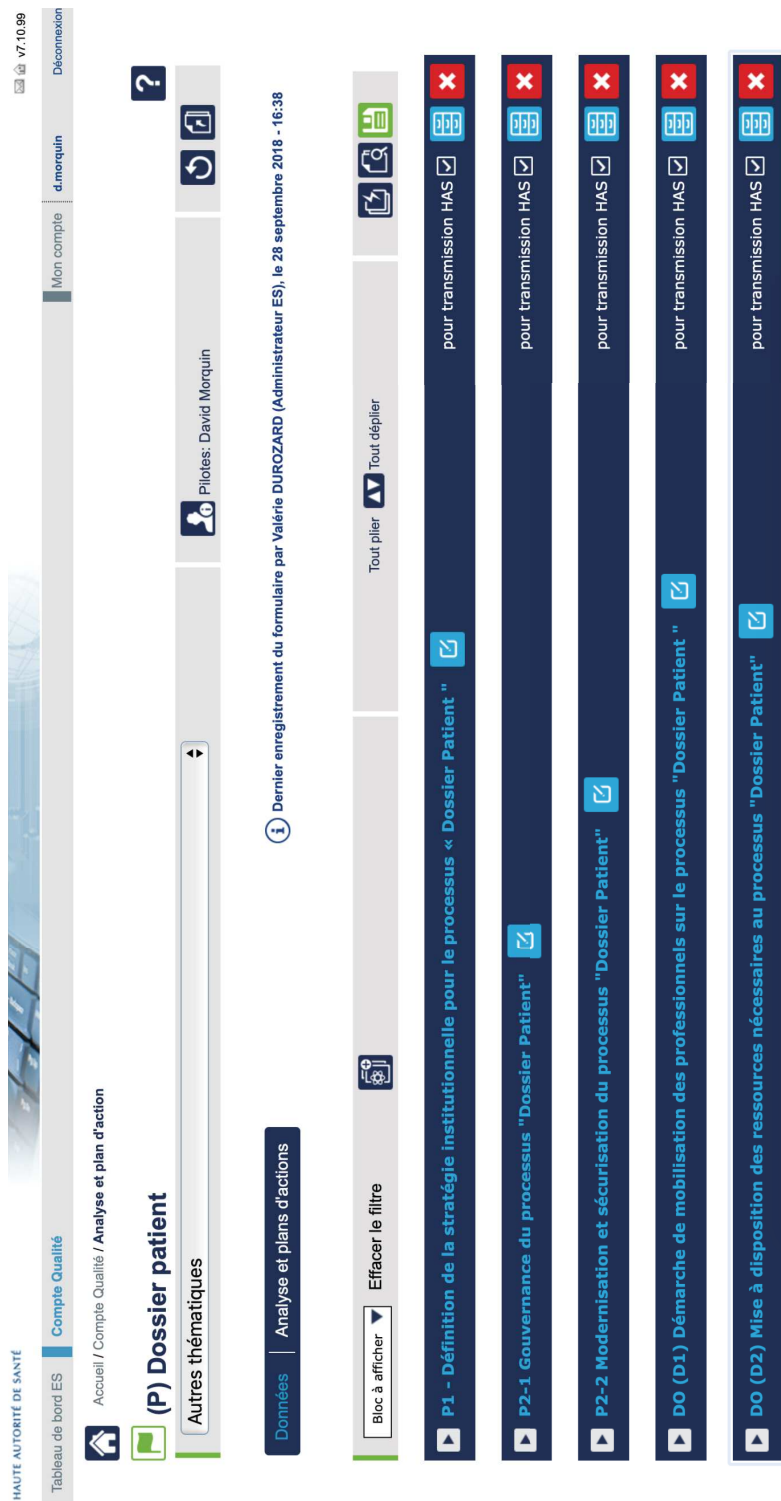 HAUTE AUTORITÉ DE SANTÉ
v7.10.99
Tableau de bord ES
Compte Qualité
Mon compte
d.morquin
Déconnexion
Accueil / Compte Qualité / Analyse et plan d'action
(P) Dossier patient
?
Autres thématiques
Pilotes: David Morquin
Données
Analyse et plans d'actions
i Dernier enregistrement du formulaire par Valérie DUROZARD (Administrateur ES), le 28 septembre 2018 - 16:38
Bloc à afficher
Effacer le filtre
Tout plier
Tout déplier
P1 - Définition de la stratégie institutionnelle pour le processus « Dossier Patient "
pour transmission HAS
P2-1 Gouvernance du processus "Dossier Patient"
pour transmission HAS
P2-2 Modernisation et sécurisation du processus "Dossier Patient"
pour transmission HAS
DO (D1) Démarche de mobilisation des professionnels sur le processus "Dossier Patient "
pour transmission HAS
DO (D2) Mise à disposition des ressources nécessaires au processus "Dossier Patient"
pour transmission HAS